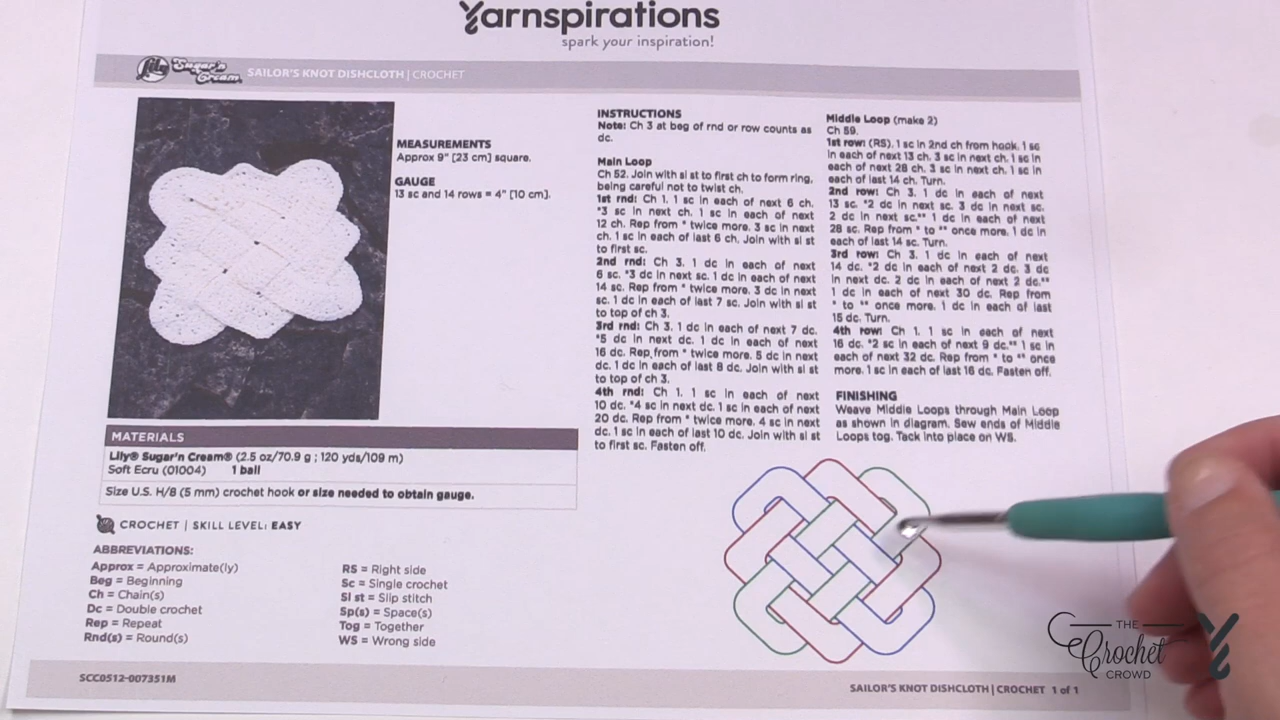 Yarnspirations
spark your inspiration!
Lily Sugar'n Cream SAILOR'S KNOT DISHCLOTH | CROCHET
MEASUREMENTS
Approx 9" [23 cm] square.
GAUGE
13 sc and 14 rows = 4" [10 cm].
MATERIALS
Lily® Sugar'n Cream® (2.5 oz/70.9 g ; 120 yds/109 m)
Soft Ecru (01004) 1 ball
Size U.S. H/8 (5 mm) crochet hook or size needed to obtain gauge.
CROCHET | SKILL LEVEL: EASY
ABBREVIATIONS:
Approx = Approximate(ly)
Beg = Beginning
Ch = Chain(s)
Dc = Double crochet
Rep = Repeat
Rnd(s) = Round(s)
RS = Right side
Sc = Single crochet
Sl st = Slip stitch
Sp(s) = Space(s)
Tog = Together
WS = Wrong side
INSTRUCTIONS
Note: Ch 3 at beg of rnd or row counts as
dc.
Main Loop
Ch 52. Join with sl st to first ch to form ring,
being careful not to twist ch.
1st rnd: Ch 1. 1 sc in each of next 6 ch.
*3 sc in next ch. 1 sc in each of next
12 ch. Rep from * twice more. 3 sc in next
ch. 1 sc in each of last 6 ch. Join with sl st
to first sc.
2nd rnd: Ch 3. 1 dc in each of next
6 sc. *3 dc in next sc. 1 dc in each of next
14 sc. Rep from * twice more. 3 dc in next
sc. 1 dc in each of last 7 sc. Join with sl st
to top of ch 3.
3rd rnd: Ch 3. 1 dc in each of next 7 dc.
*5 dc in next dc. 1 dc in each of next
16 dc. Rep from * twice more. 5 dc in next
dc. 1 dc in each of last 8 dc. Join with sl st
to top of ch 3.
4th rnd: Ch 1. 1 sc in each of next
10 dc. *4 sc in next dc. 1 sc in each of next
20 dc. Rep from * twice more. 4 sc in next
dc. 1 sc in each of last 10 dc. Join with sl st
to first sc. Fasten off.
Middle Loop (make 2)
Ch 59.
1st row: (RS). 1 sc in 2nd ch from hook. 1 sc
in each of next 13 ch. 3 sc in next ch. 1 sc in
each of next 28 ch. 3 sc in next ch. 1 sc in
each of last 14 ch. Turn.
2nd row: Ch 3. 1 dc in each of next
13 sc. *2 dc in next sc. 3 dc in next sc.
2 dc in next sc.** 1 dc in each of next
28 sc. Rep from * to ** once more. 1 dc in
each of last 14 sc. Turn.
3rd row: Ch 3. 1 dc in each of next
14 dc. *2 dc in each of next 2 dc. 3 dc
in next dc. 2 dc in each of next 2 dc.**
1 dc in each of next 30 dc. Rep from
* to ** once more. 1 dc in each of last
15 dc. Turn.
4th row: Ch 1. 1 sc in each of next
16 dc. *2 sc in each of next 9 dc.** 1 sc in
each of next 32 dc. Rep from * to ** once
more. 1 sc in each of last 16 dc. Fasten off.
FINISHING
Weave Middle Loops through Main Loop
as shown in diagram. Sew ends of Middle
Loops tog. Tack into place on WS.
SCC0512-007351M
SAILOR'S KNOT DISHCLOTH | CROCHET 1 of 1
THE
Crochet
CROWD